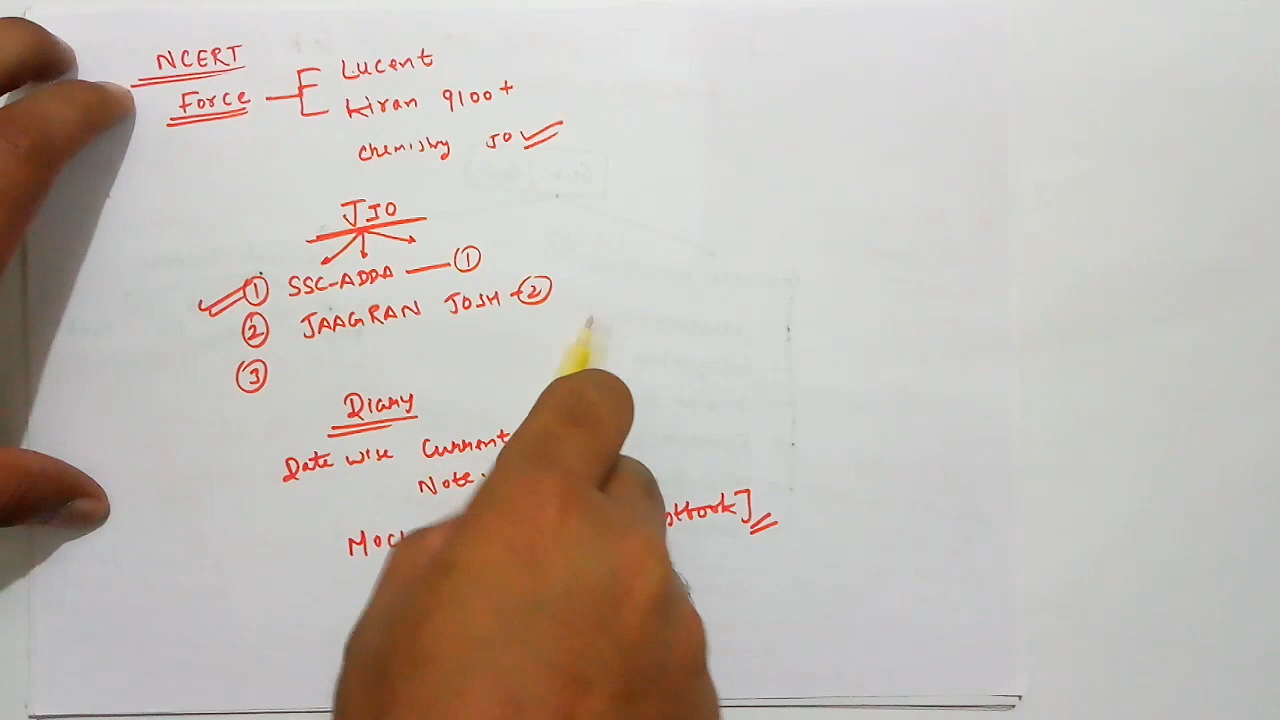 NCERT
Force Lucent
Kiran 9100+
Chemistry 50
JIO
① SSC-ADDA — ①
② JAAGRAN JOSH - ②
③
Diary
Date wise Current
Note